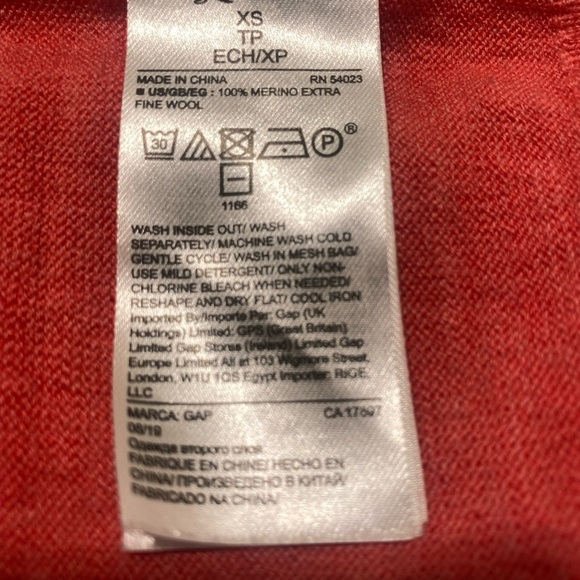 XS
TP
ECH/XP
MADE IN CHINA RN 54023
US/GB/EG : 100% MERINO EXTRA
FINE WOOL
30 P®
1166
WASH INSIDE OUT/ WASH
SEPARATELY/ MACHINE WASH COLD
GENTLE CYCLE/ WASH IN MESH BAG/
USE MILD DETERGENT/ ONLY NON-
CHLORINE BLEACH WHEN NEEDED/
RESHAPE AND DRY FLAT/ COOL IRON
Imported By/Importe Par: Gap (UK
Holdings) Limited: GPS (Great Britain)
Limited Gap Stores (Ireland) Limited Gap
Europe Limited All at 103 Wigmore Street,
London, W1U 1QS Egypt Importer: RIGE,
LLC
MARCA: GAP CA 17897
08/19
Одежда второго слоя
FABRIQUE EN CHINE/ HECHO EN
CHINA/ ПРОИЗВЕДЕНО В КИТАЙ/
FABRICADO NA CHINA/